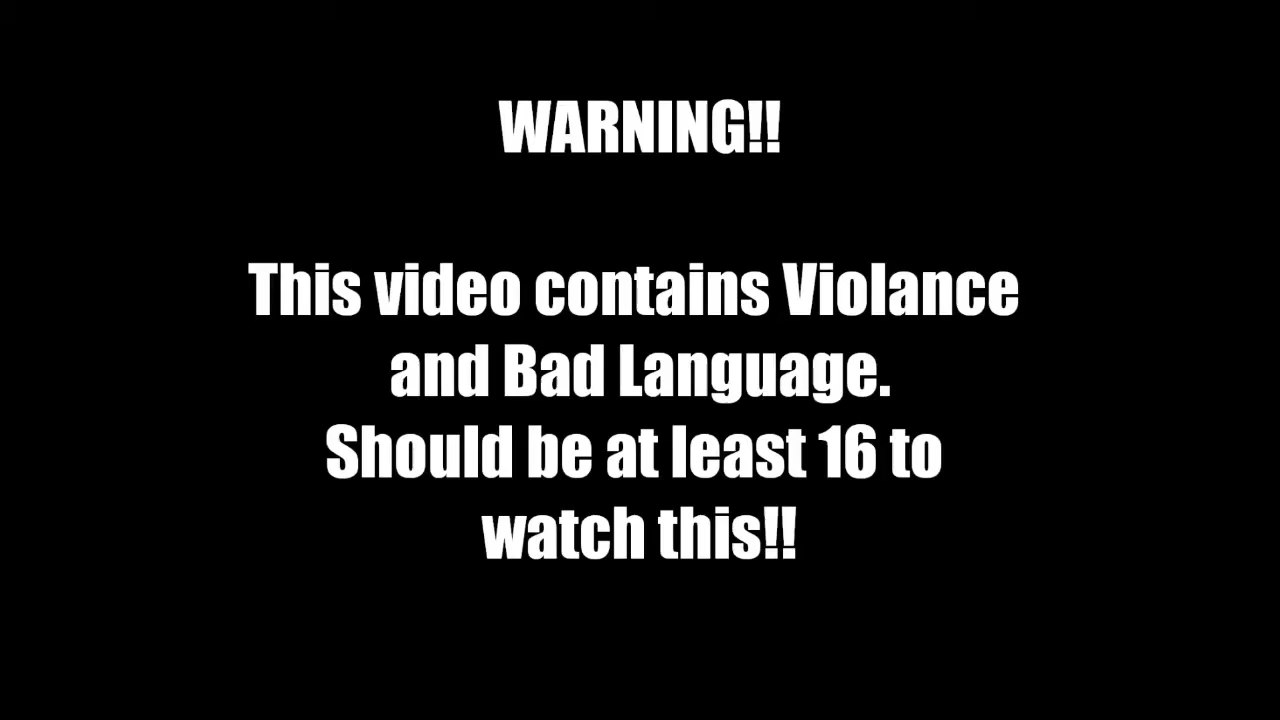 WARNING!!
This video contains Violance
and Bad Language.
Should be at least 16 to
watch this!!